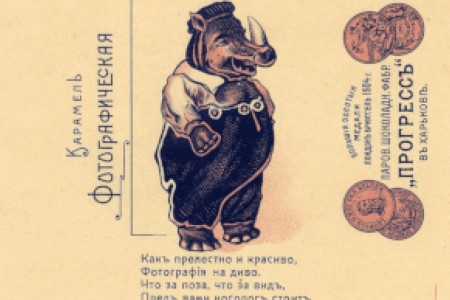 Карамель
Фотографическая
Какъ прелестно и красиво,
Фотографія на диво.
Что за поза, что за видъ,
Предъ вами носорогъ стоитъ,
большія золотыя
медали
Лондонъ, Брюссель 1904 г.
Паров. шоколадн. фабр.
„ПРОГРЕССЪ“
въ Харьковѣ.